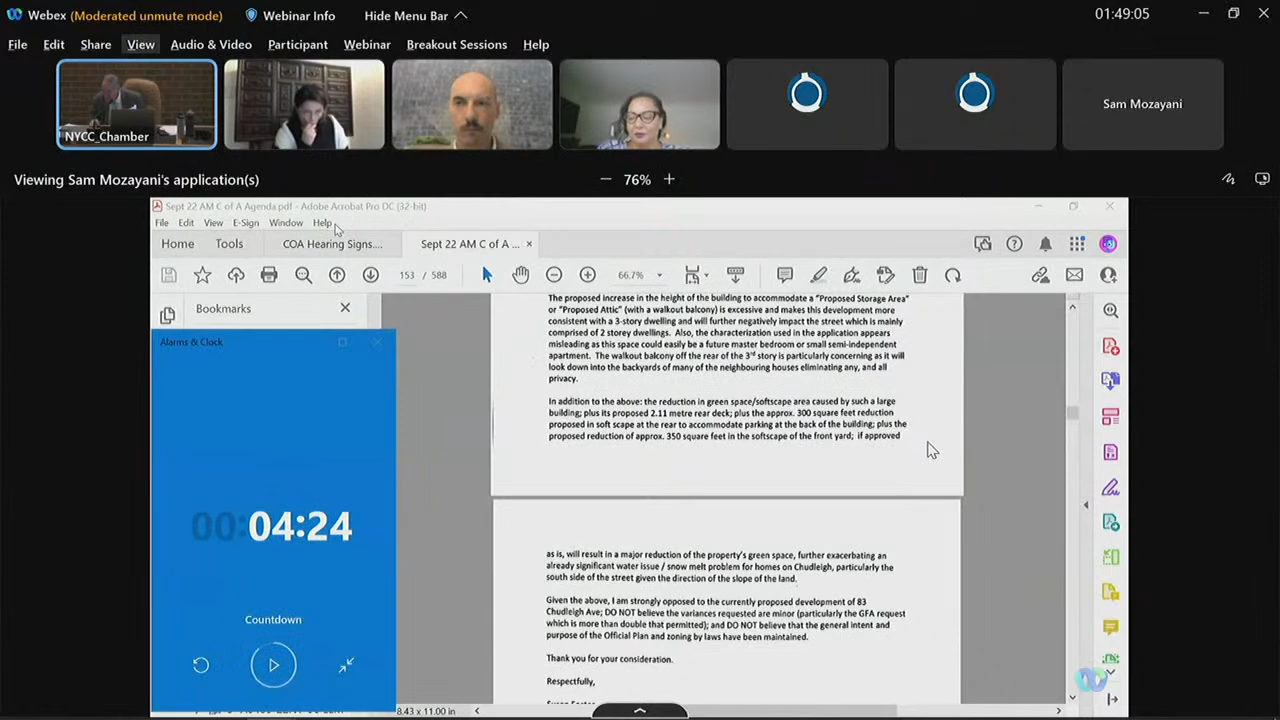 Webex (Moderated unmute mode) Webinar Info Hide Menu Bar 01:49:05
File Edit Share View Audio & Video Participant Webinar Breakout Sessions Help
NYCC_Chamber
Sam Mozayani
Viewing Sam Mozayani's application(s) 76%
Sept 22 AM C of A Agenda.pdf - Adobe Acrobat Pro DC (32-bit)
File Edit View E-Sign Window Help
Home Tools COA Hearing Signs.... Sept 22 AM C of A ... ×
153 / 588 66.7%
Bookmarks
Alarms & Clock
00:04:24
Countdown
The proposed increase in the height of the building to accommodate a "Proposed Storage Area"
or "Proposed Attic" (with a walkout balcony) is excessive and makes this development more
consistent with a 3-story dwelling and will further negatively impact the street which is mainly
comprised of 2 storey dwellings. Also, the characterization used in the application appears
misleading as this space could easily be a future master bedroom or small semi-independent
apartment. The walkout balcony off the rear of the 3rd story is particularly concerning as it will
look down into the backyards of many of the neighbouring houses eliminating any, and all
privacy.
In addition to the above: the reduction in green space/softscape area caused by such a large
building; plus its proposed 2.11 metre rear deck; plus the approx. 300 square feet reduction
proposed in soft scape at the rear to accommodate parking at the back of the building; plus the
proposed reduction of approx. 350 square feet in the softscape of the front yard; if approved
as is, will result in a major reduction of the property's green space, further exacerbating an
already significant water issue / snow melt problem for homes on Chudleigh, particularly the
south side of the street given the direction of the slope of the land.
Given the above, I am strongly opposed to the currently proposed development of 83
Chudleigh Ave; DO NOT believe the variances requested are minor (particularly the GFA request
which is more than double that permitted); and DO NOT believe that the general intent and
purpose of the Official Plan and zoning by laws have been maintained.
Thank you for your consideration.
Respectfully,
8.43 x 11.00 in